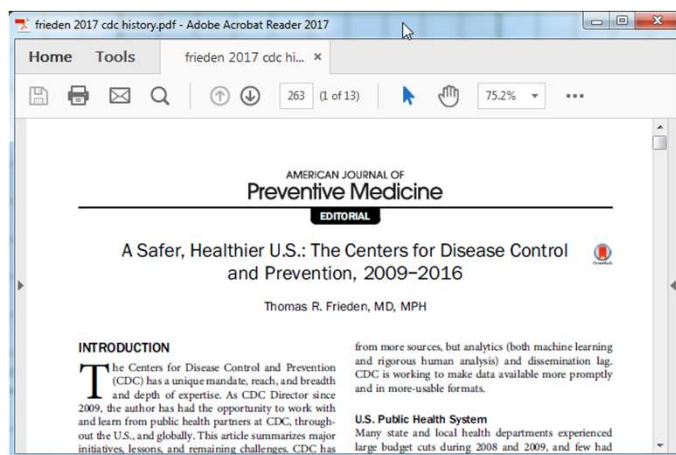 frieden 2017 cdc history.pdf - Adobe Acrobat Reader 2017
Home Tools frieden 2017 cdc hi... ×
263 (1 of 13) 75.2%
AMERICAN JOURNAL OF
Preventive Medicine
EDITORIAL
A Safer, Healthier U.S.: The Centers for Disease Control
and Prevention, 2009–2016
Thomas R. Frieden, MD, MPH
INTRODUCTION
The Centers for Disease Control and Prevention
(CDC) has a unique mandate, reach, and breadth
and depth of expertise. As CDC Director since
2009, the author has had the opportunity to work with
and learn from public health partners at CDC, through-
out the U.S., and globally. This article summarizes major
initiatives, lessons, and remaining challenges. CDC has
from more sources, but analytics (both machine learning
and rigorous human analysis) and dissemination lag.
CDC is working to make data available more promptly
and in more-usable formats.
U.S. Public Health System
Many state and local health departments experienced
large budget cuts during 2008 and 2009, and few had